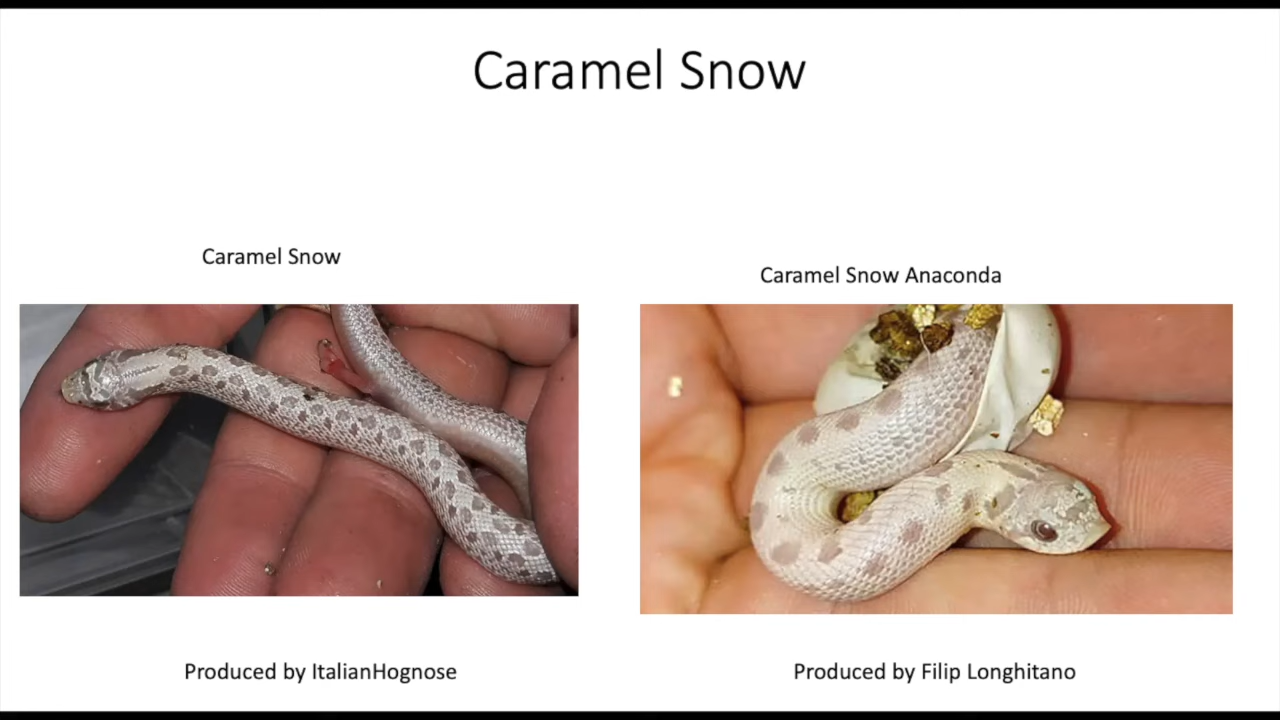 Caramel Snow
Caramel Snow
Caramel Snow Anaconda
Produced by ItalianHognose
Produced by Filip Longhitano